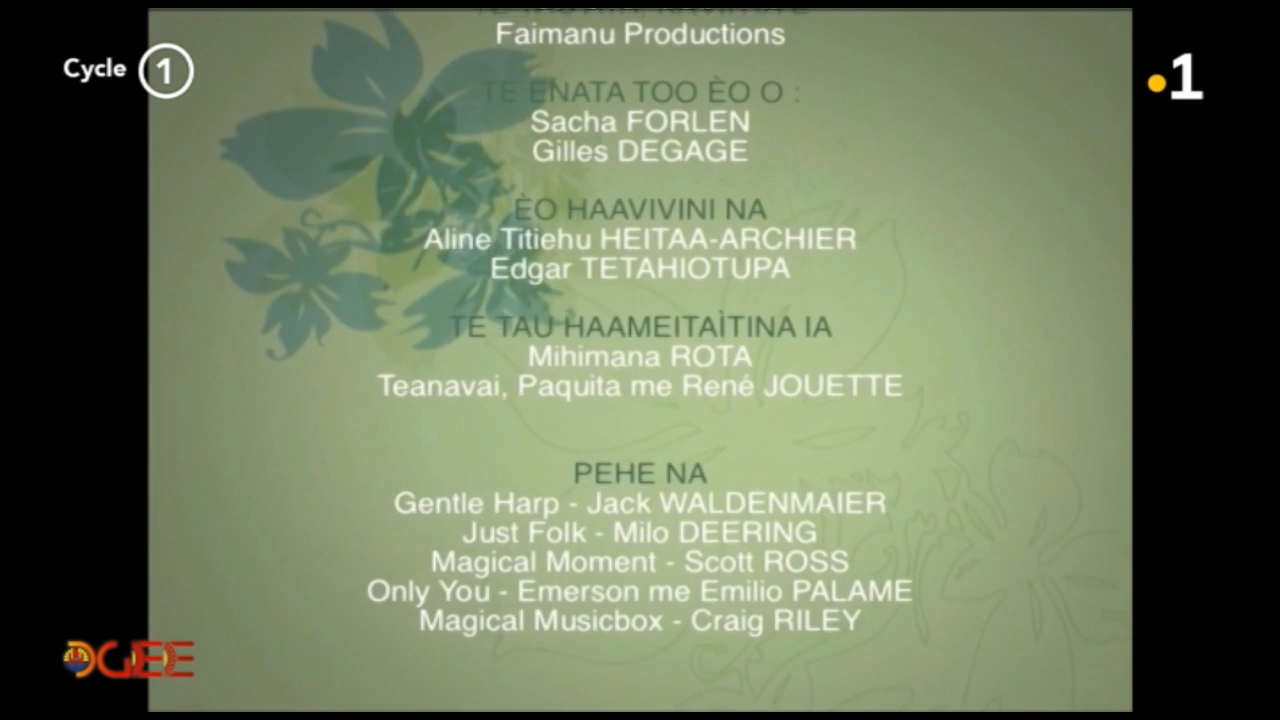 Cycle 1
1
Faimanu Productions
TE ENATA TOO ÈO O :
Sacha FORLEN
Gilles DEGAGE
ÈO HAAVIVINI NA
Aline Titiehu HEITAA-ARCHIER
Edgar TETAHIOTUPA
TE TAU HAAMEITAÌTINA IA
Mihimana ROTA
Teanavai, Paquita me René JOUETTE
PEHE NA
Gentle Harp - Jack WALDENMAIER
Just Folk - Milo DEERING
Magical Moment - Scott ROSS
Only You - Emerson me Emilio PALAME
Magical Musicbox - Craig RILEY
DGEE